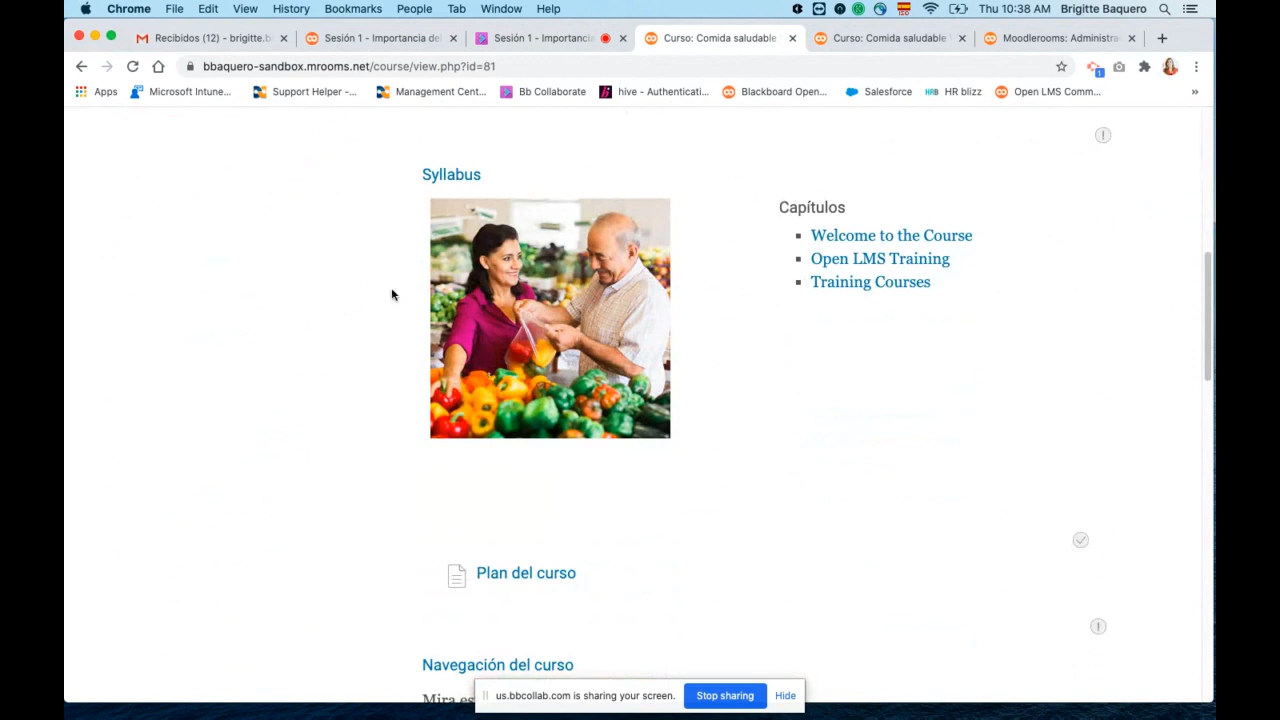 Chrome File Edit View History Bookmarks People Tab Window Help ISO Thu 10:38 AM Brigitte Baquero
Recibidos (12) - brigitte.b Sesión 1 - Importancia de Sesión 1 - Importancia Curso: Comida saludable Curso: Comida saludable Moodlerooms: Administra
bbaquero-sandbox.mrooms.net/course/view.php?id=81 1
Apps Microsoft Intune... Support Helper -... Management Cent... Bb Collaborate hive - Authenticati... Blackboard Open... Salesforce HR blizz Open LMS Comm... »
Syllabus
Capítulos
Welcome to the Course
Open LMS Training
Training Courses
Plan del curso
Navegación del curso
Mira es
us.bbcollab.com is sharing your screen. Stop sharing Hide